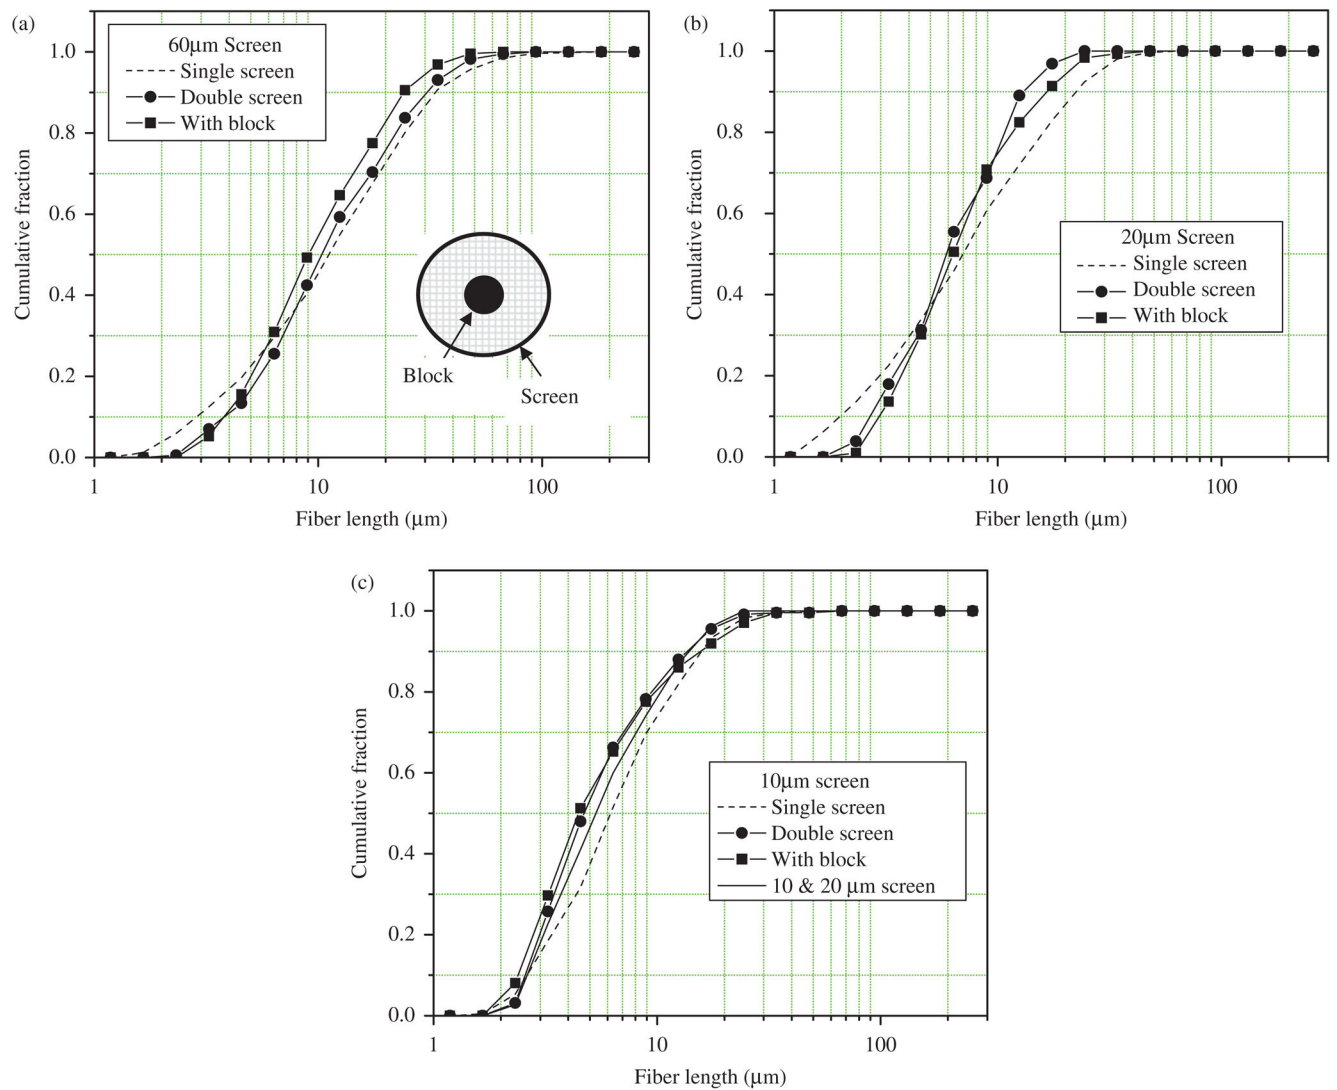 (a)
60μm Screen
Single screen
Double screen
With block
1.0
0.8
0.6
0.4
0.2
0.0
Cumulative fraction
Block
Screen
1
10
100
Fiber length (μm)
(b)
1.0
0.8
0.6
0.4
0.2
0.0
Cumulative fraction
20μm Screen
Single screen
Double screen
With block
1
10
100
Fiber length (μm)
(c)
1.0
0.8
0.6
0.4
0.2
0.0
Cumulative fraction
10μm screen
Single screen
Double screen
With block
10 & 20 μm screen
1
10
100
Fiber length (μm)